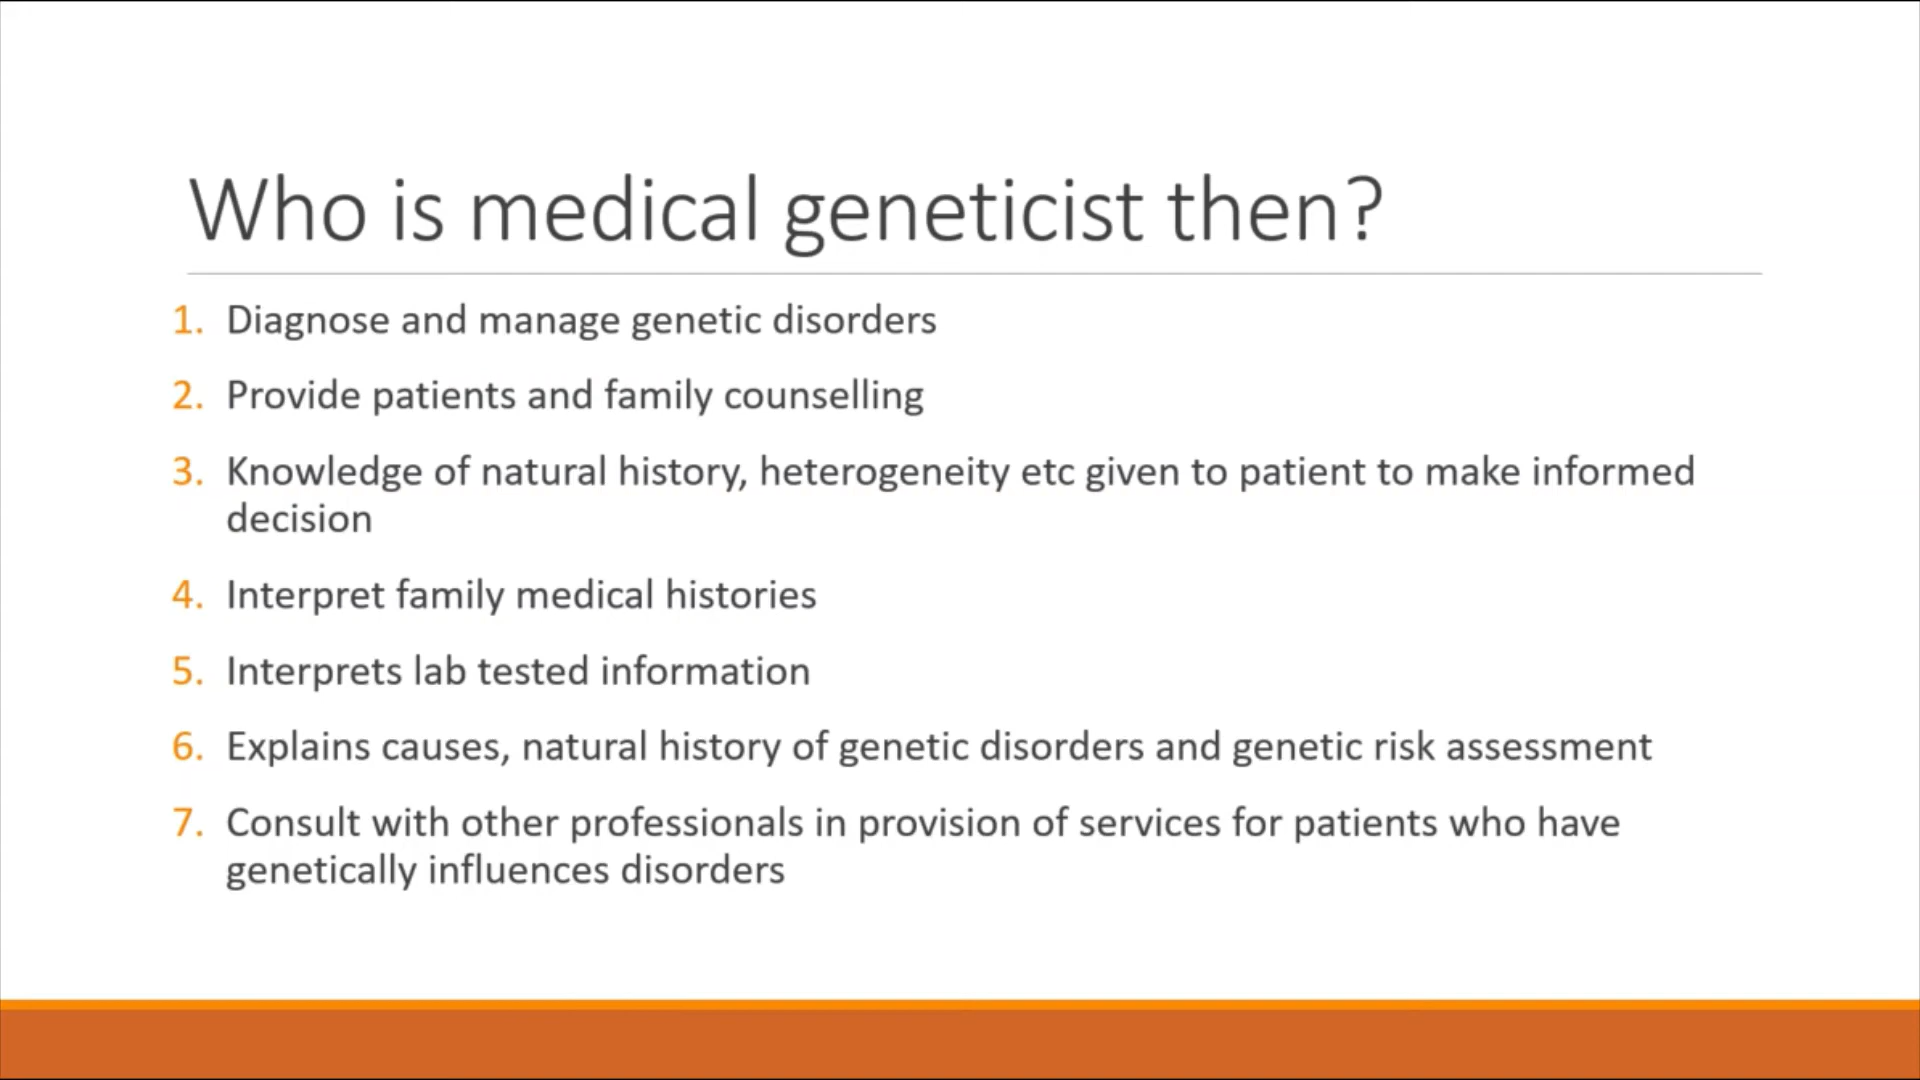 Who is medical geneticist then?
1. Diagnose and manage genetic disorders
2. Provide patients and family counselling
3. Knowledge of natural history, heterogeneity etc given to patient to make informed
decision
4. Interpret family medical histories
5. Interprets lab tested information
6. Explains causes, natural history of genetic disorders and genetic risk assessment
7. Consult with other professionals in provision of services for patients who have
genetically influences disorders